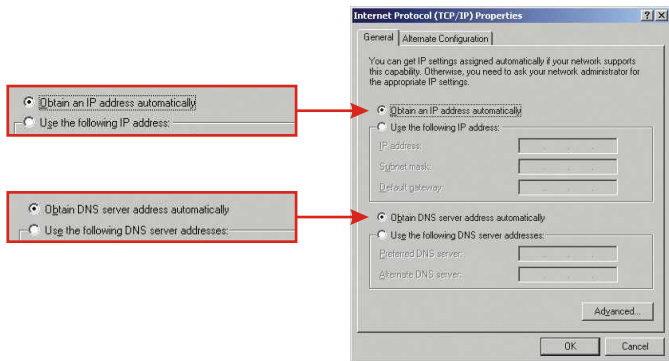 Internet Protocol (TCP/IP) Properties
General
Alternate Configuration
You can get IP settings assigned automatically if your network supports
this capability. Otherwise, you need to ask your network administrator for
the appropriate IP settings.
Obtain an IP address automatically
Use the following IP address:
IP address:
Subnet mask:
Default gateway:
Obtain DNS server address automatically
Use the following DNS server addresses:
Preferred DNS server:
Alternate DNS server:
Advanced...
OK
Cancel
Obtain an IP address automatically
Use the following IP address:
Obtain DNS server address automatically
Use the following DNS server addresses: